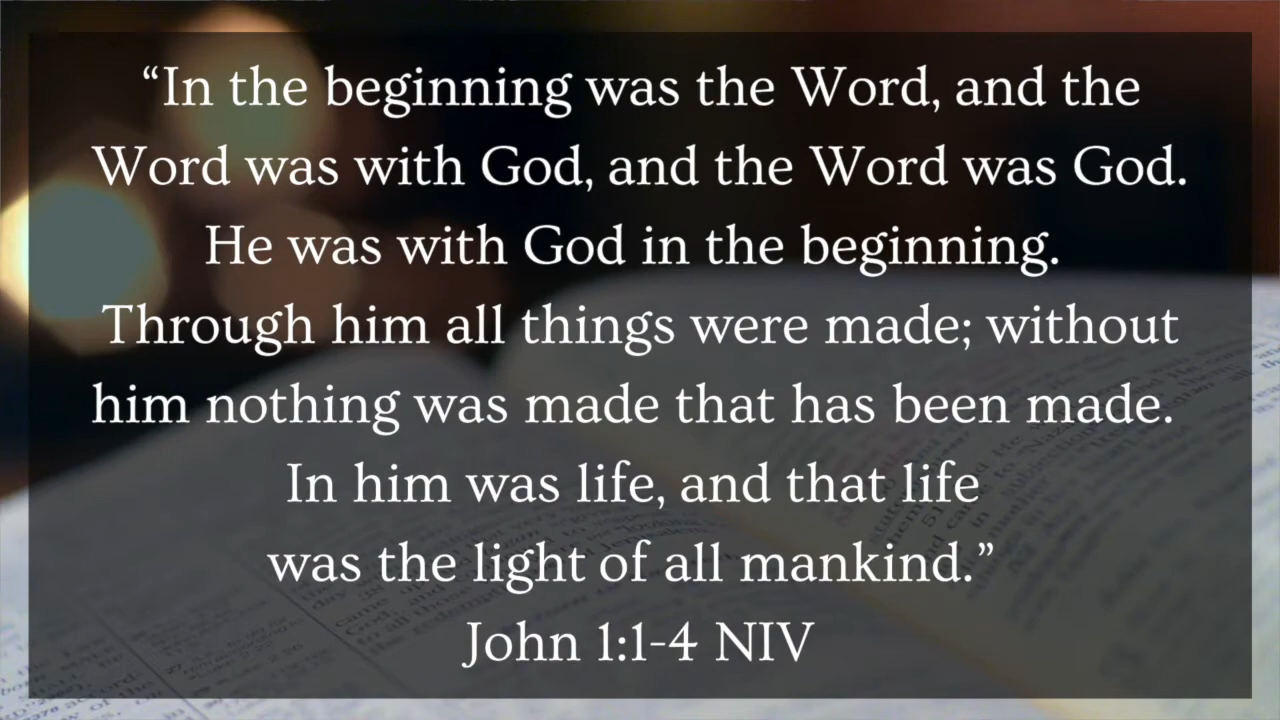 “In the beginning was the Word, and the
Word was with God, and the Word was God.
He was with God in the beginning.
Through him all things were made; without
him nothing was made that has been made.
In him was life, and that life
was the light of all mankind.”
John 1:1-4 NIV